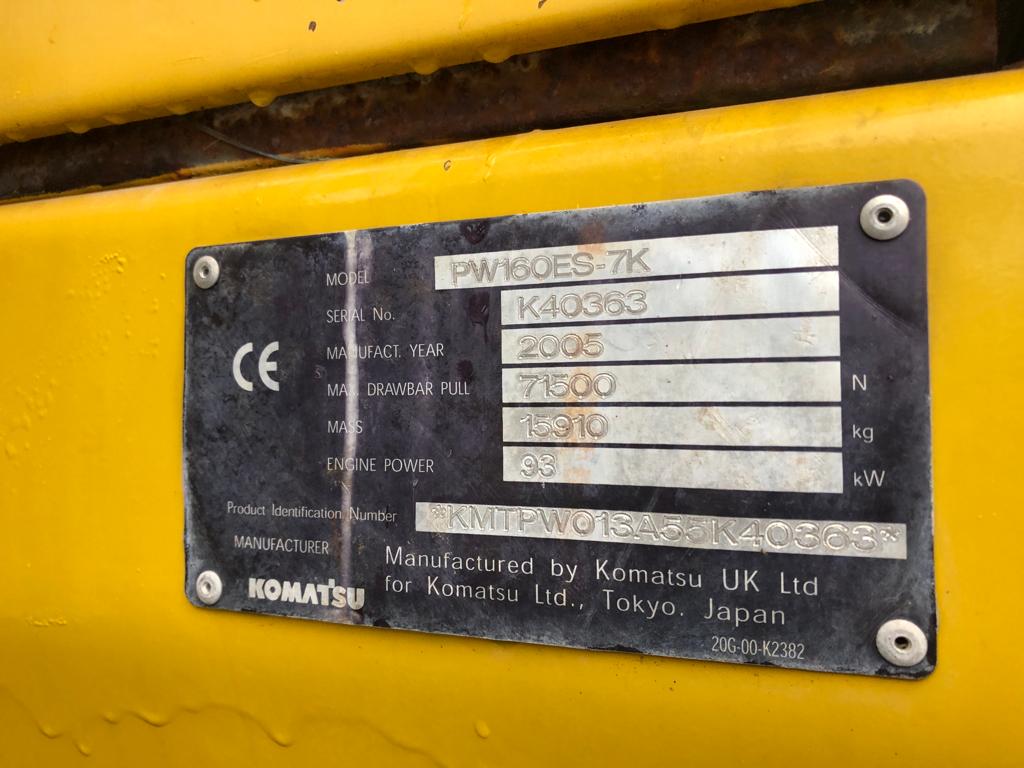 MODEL PW160ES-7K
SERIAL No. K40363
MANUFACT. YEAR 2005
MAX. DRAWBAR PULL 71500 N
MASS 15910 kg
ENGINE POWER 93 kW
CE
Product Identification Number *KMTPW013A55K40363*
MANUFACTURER Manufactured by Komatsu UK Ltd
KOMATSU for Komatsu Ltd., Tokyo. Japan
20G-00-K2382